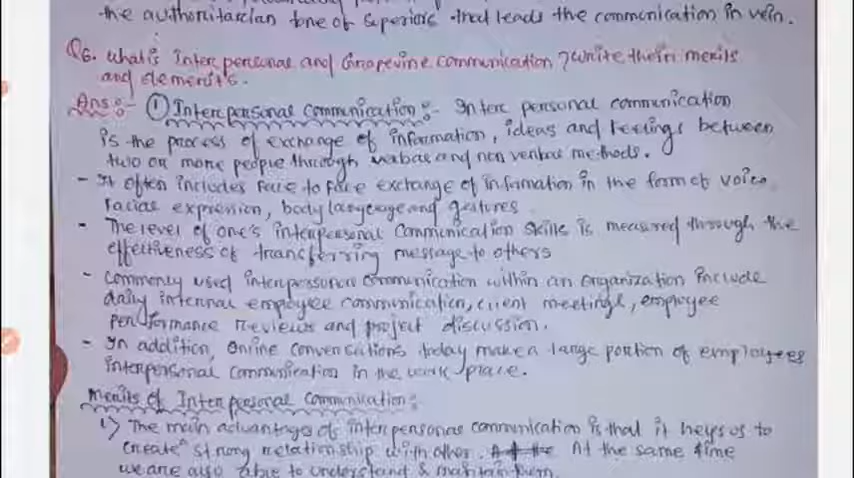 the authoritarcian tone of Superiors that leads the communication in vein.
Q6. what is interpersonal and Grapevine communication ? write their merits
and demerits.
Ans:- ① Interpersonal communication :- Inter personal communication
is the process of exchange of information, ideas and feelings between
two or more people through verbal and non verbal methods.
- It often includes face to face exchange of information in the form of voice,
facial expression, body language and gestures.
- The level of one's interpersonal communication skills is measured through the
effectiveness of transferring message to others
- commonly used interpersonal communication within an organization include
daily internal employee communication, client meetings, employee
performance reviews and project discussion.
- In addition, online conversations today make a large portion of employees
interpersonal communication in the work place.
Merits of Interpersonal Communication:-
1) The main advantage of interpersonal communication is that it helps us to
create strong relationship with other. At the same time
we are also able to understand & maintain them.